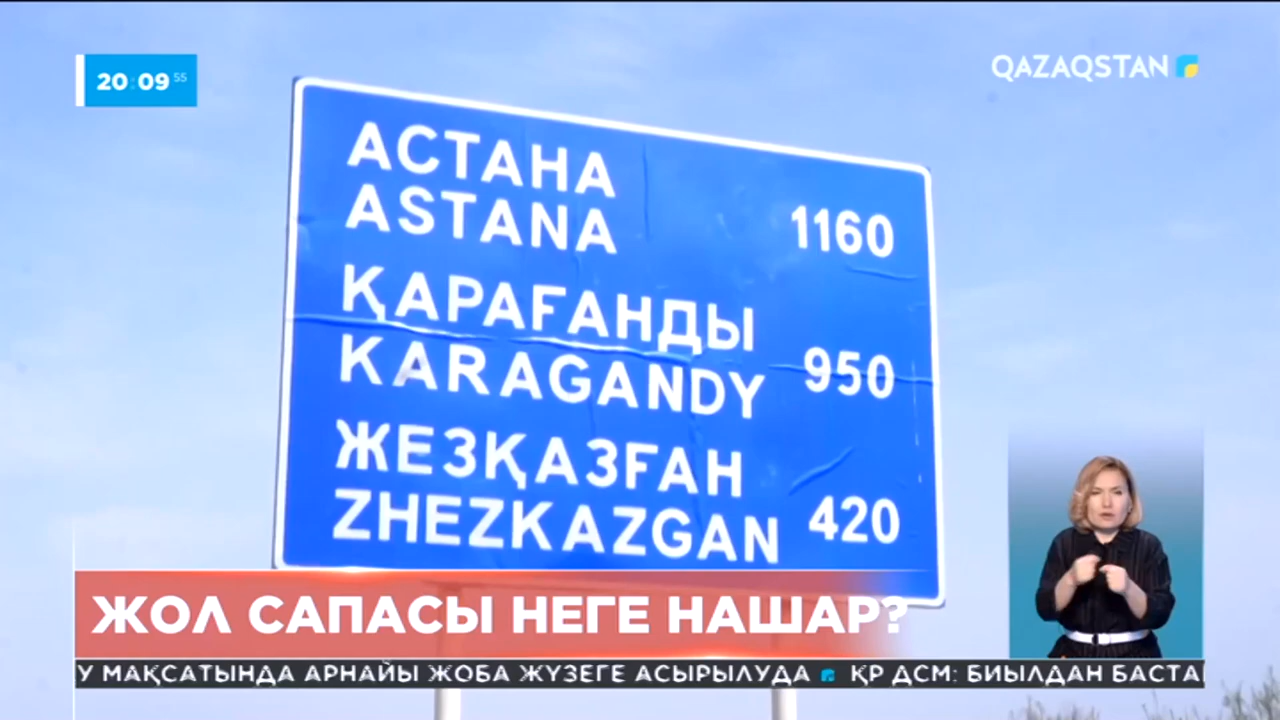 20:09 55
QAZAQSTAN
АСТАНА
ASTANA
1160
ҚАРАҒАНДЫ
KARAGANDY
950
ЖЕЗҚАЗҒАН
ZHEZKAZGAN
420
ЖОЛ САПАСЫ НЕГЕ НАШАР?
У МАҚСАТЫНДА АРНАЙЫ ЖОБА ЖҮЗЕГЕ АСЫРЫЛУДА ҚР ДСМ: БИЫЛДАН БАСТА